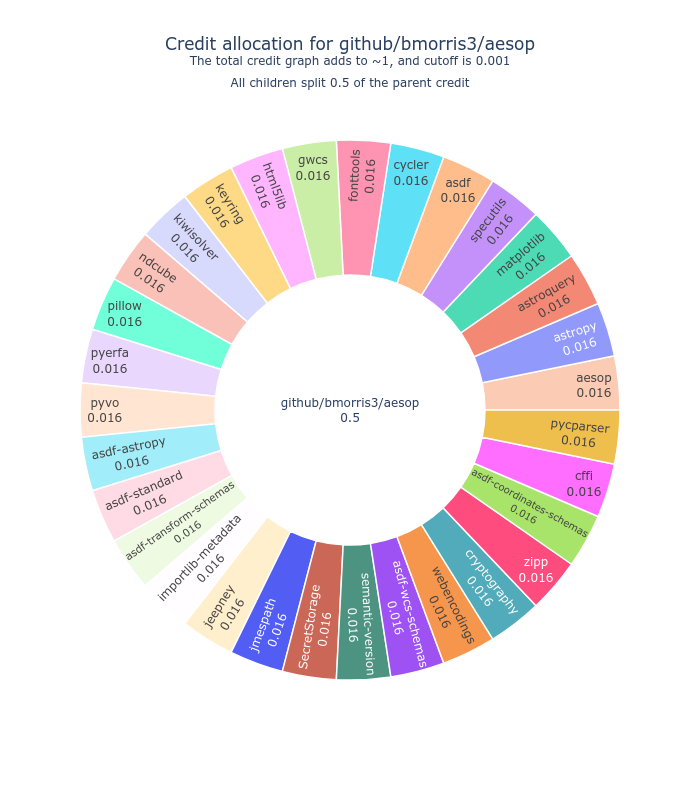 Credit allocation for github/bmorris3/aesop
The total credit graph adds to ~1, and cutoff is 0.001
All children split 0.5 of the parent credit
github/bmorris3/aesop
0.5
aesop
0.016
astropy
0.016
astroquery
0.016
matplotlib
0.016
specutils
0.016
asdf
0.016
cycler
0.016
fonttools
0.016
gwcs
0.016
html5lib
0.016
keyring
0.016
kiwisolver
0.016
ndcube
0.016
pillow
0.016
pyerfa
0.016
pyvo
0.016
asdf-astropy
0.016
asdf-standard
0.016
asdf-transform-schemas
0.016
importlib-metadata
0.016
jeepney
0.016
jmespath
0.016
SecretStorage
0.016
semantic-version
0.016
asdf-wcs-schemas
0.016
webencodings
0.016
cryptography
0.016
zipp
0.016
asdf-coordinates-schemas
0.016
cffi
0.016
pycparser
0.016